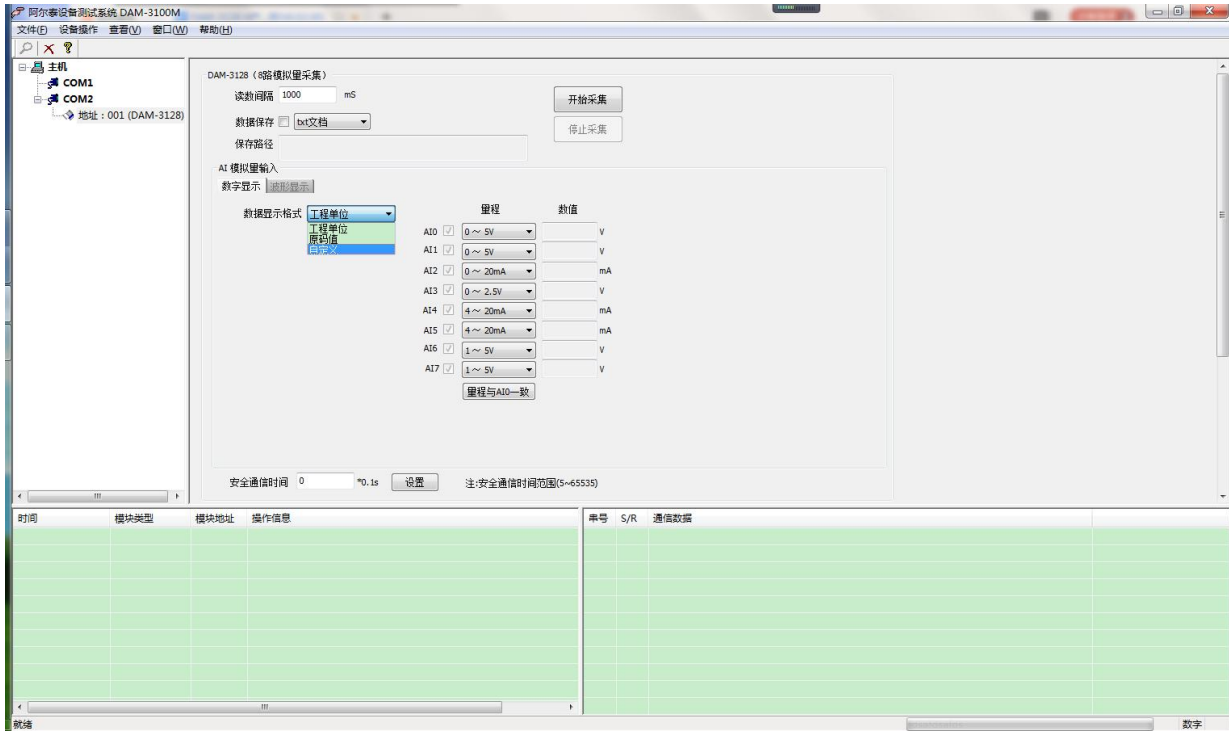 阿尔泰设备测试系统 DAM-3100M
文件(F) 设备操作 查看(V) 窗口(W) 帮助(H)
主机
COM1
COM2
地址：001 (DAM-3128)
DAM-3128（8路模拟量采集）
读数间隔 1000 mS
开始采集
数据保存 txt文档
停止采集
保存路径
AI 模拟量输入
数字显示 波形显示
数据显示格式 工程单位
工程单位
原码值
自定义
量程 数值
AI0 0～ 5V V
AI1 0～ 5V V
AI2 0～ 20mA mA
AI3 0～ 2.5V V
AI4 4～ 20mA mA
AI5 4～ 20mA mA
AI6 1～ 5V V
AI7 1～ 5V V
量程与AI0一致
安全通信时间 0 *0.1s 设置 注:安全通信时间范围(5~65535)
时间 模块类型 模块地址 操作信息
串号 S/R 通信数据
就绪 数字